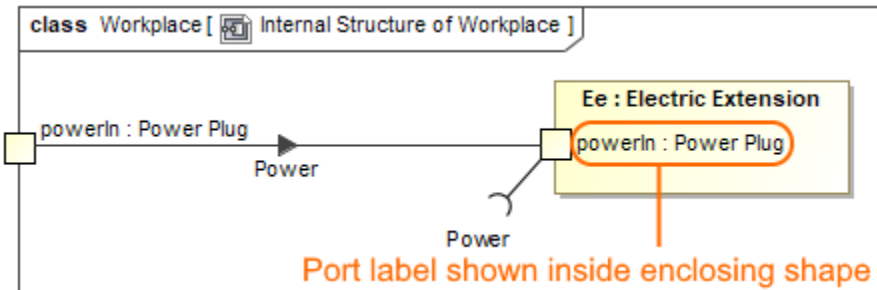 class Workplace [ Internal Structure of Workplace ]
Ee : Electric Extension
powerIn : Power Plug
powerIn : Power Plug
Power
Power
Port label shown inside enclosing shape